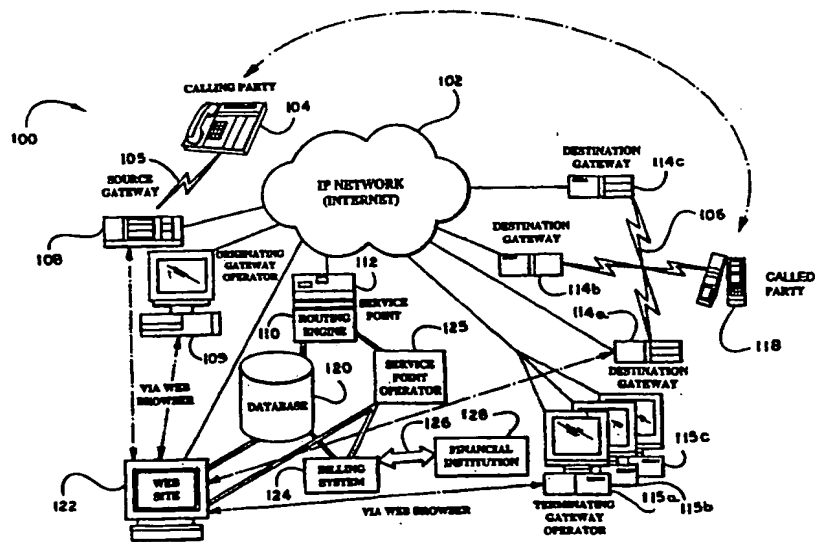 CALLING PARTY
104
102
100
105
SOURCE
GATEWAY
108
IP NETWORK
(INTERNET)
DESTINATION
GATEWAY
114c
DESTINATION
GATEWAY
106
114b
CALLED
PARTY
118
ORIGINATING
GATEWAY
OPERATOR
109
112
SERVICE
POINT
110
ROUTING
ENGINE
125
114a
DESTINATION
GATEWAY
VIA WEB
BROWSER
120
DATABASE
SERVICE
POINT
OPERATOR
126
128
FINANCIAL
INSTITUTION
122
WEB
SITE
124
BILLING
SYSTEM
VIA WEB BROWSER
115c
115a
115b
TERMINATING
GATEWAY
OPERATOR